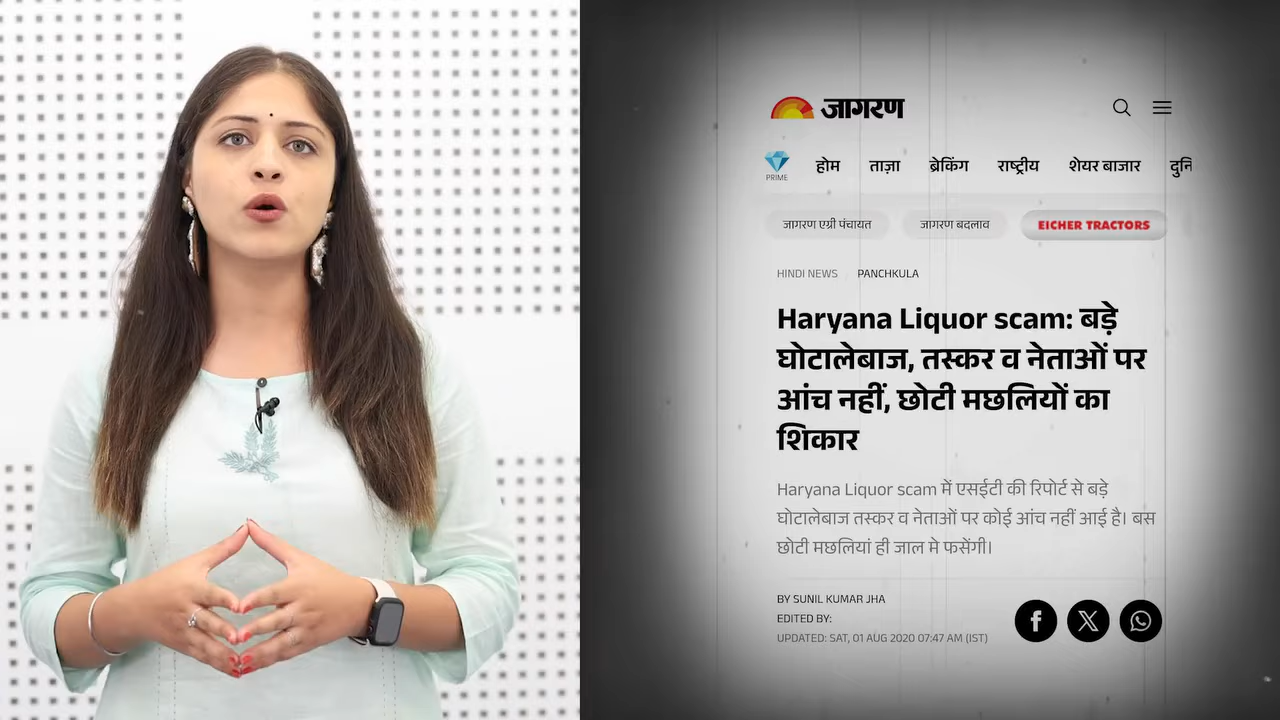 जागरण
PRIME
होम ताज़ा ब्रेकिंग राष्ट्रीय शेयर बाजार दुनि
जागरण एग्री पंचायत जागरण बदलाव EICHER TRACTORS
HINDI NEWS PANCHKULA
Haryana Liquor scam: बड़े
घोटालेबाज, तस्कर व नेताओं पर
आंच नहीं, छोटी मछलियों का
शिकार
Haryana Liquor scam में एसईटी की रिपोर्ट से बड़े
घोटालेबाज तस्कर व नेताओं पर कोई आंच नहीं आई है। बस
छोटी मछलियां ही जाल मे फसेंगी।
BY SUNIL KUMAR JHA
EDITED BY:
UPDATED: SAT, 01 AUG 2020 07:47 AM (IST)